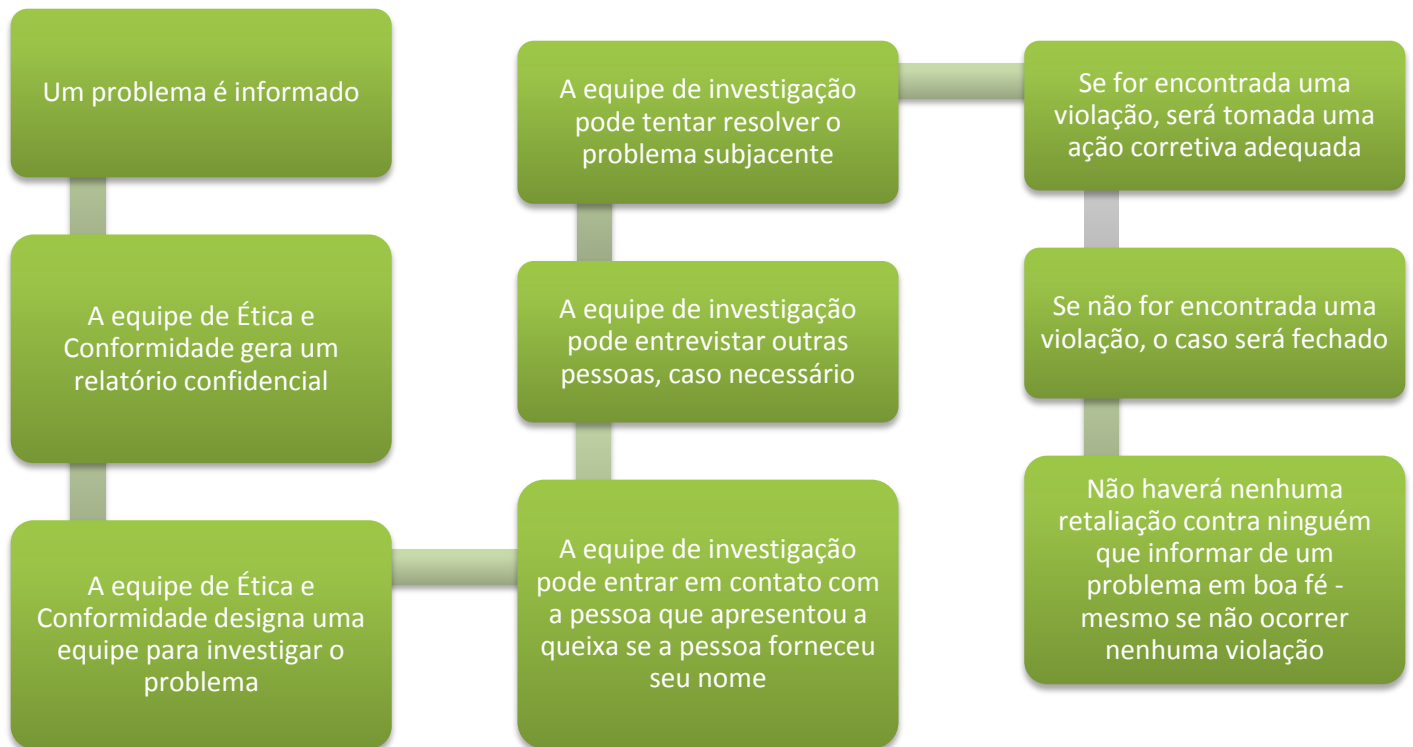 Um problema é informado
A equipe de Ética e
Conformidade gera um
relatório confidencial
A equipe de Ética e
Conformidade designa uma
equipe para investigar o
problema
A equipe de investigação
pode entrar em contato com
a pessoa que apresentou a
queixa se a pessoa forneceu
seu nome
A equipe de investigação
pode entrevistar outras
pessoas, caso necessário
A equipe de investigação
pode tentar resolver o
problema subjacente
Se for encontrada uma
violação, será tomada uma
ação corretiva adequada
Se não for encontrada uma
violação, o caso será fechado
Não haverá nenhuma
retaliação contra ninguém
que informar de um
problema em boa fé -
mesmo se não ocorrer
nenhuma violação